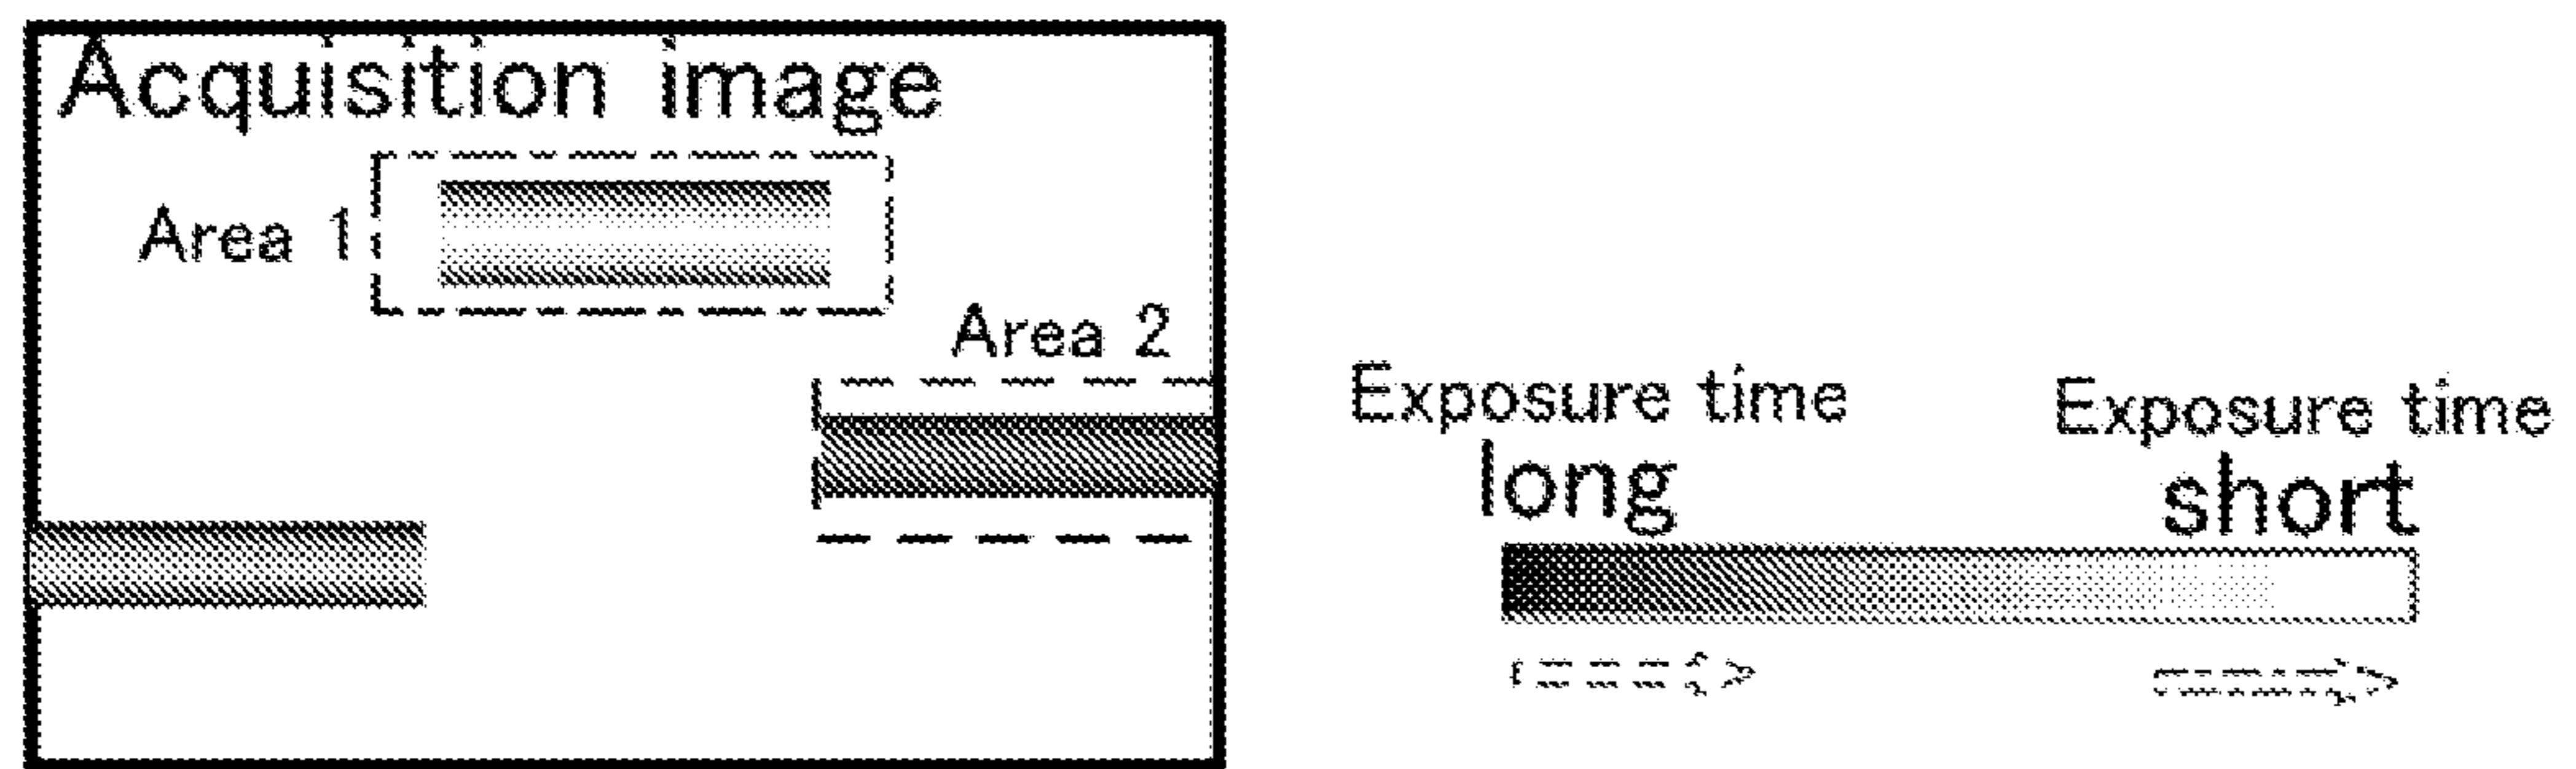 Acquisition image
Area 1
Area 2
Exposure time
long
Exposure time
short